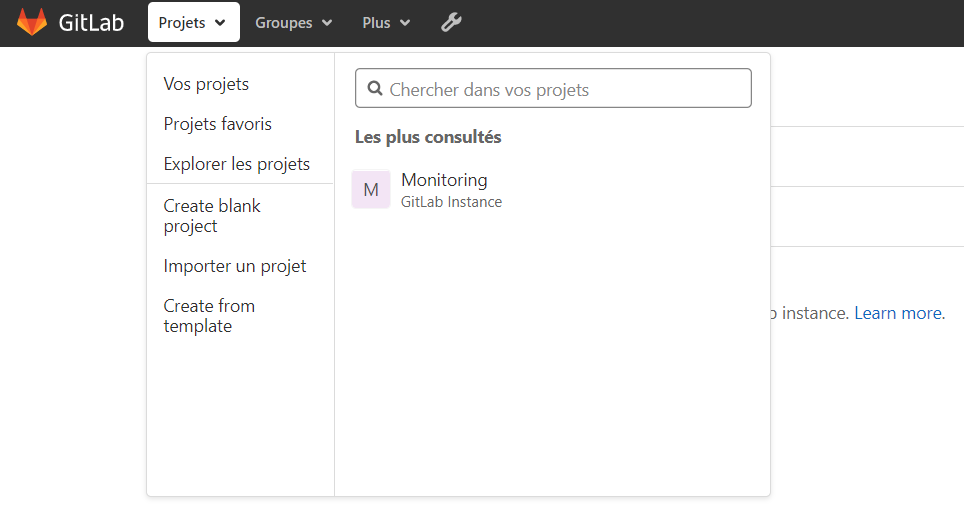 GitLab
Projets
Groupes
Plus
Vos projets
Projets favoris
Explorer les projets
Create blank
project
Importer un projet
Create from
template
Chercher dans vos projets
Les plus consultés
M
Monitoring
GitLab Instance
instance. Learn more.